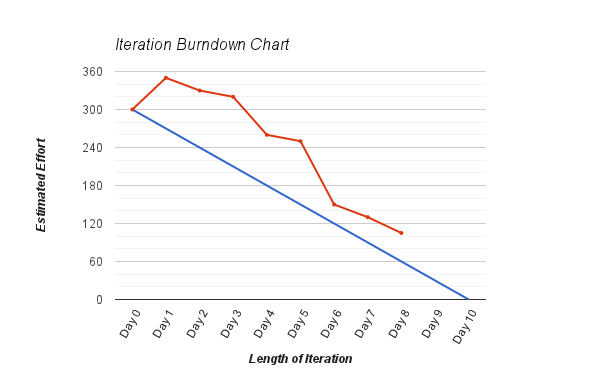 Iteration Burndown Chart
360
300
240
180
120
60
0
Estimated Effort
Day 0
Day 1
Day 2
Day 3
Day 4
Day 5
Day 6
Day 7
Day 8
Day 9
Day 10
Length of Iteration